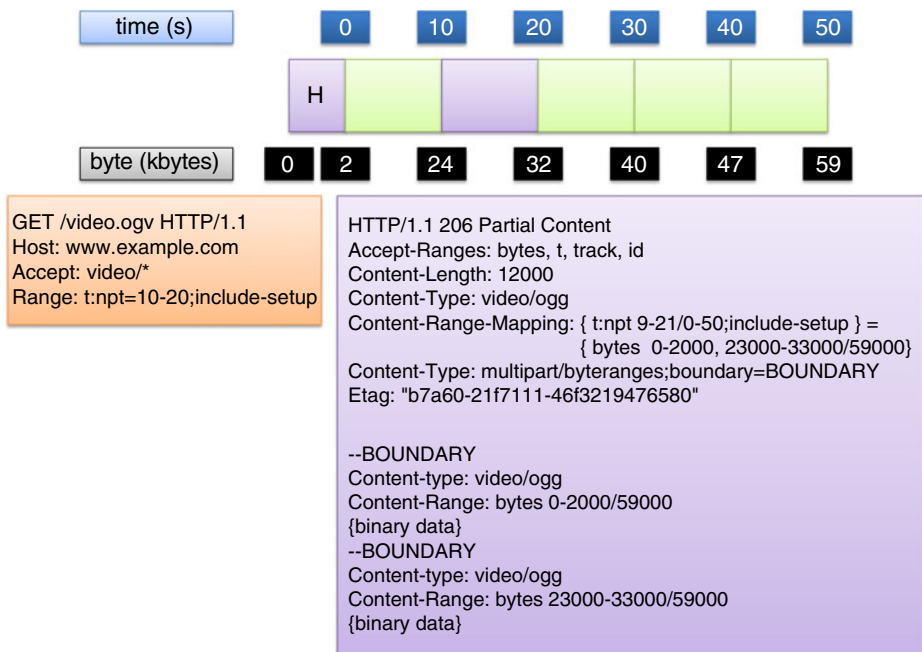 time (s) 0 10 20 30 40 50
H
byte (kbytes) 0 2 24 32 40 47 59
GET /video.ogv HTTP/1.1
Host: www.example.com
Accept: video/*
Range: t:npt=10-20;include-setup
HTTP/1.1 206 Partial Content
Accept-Ranges: bytes, t, track, id
Content-Length: 12000
Content-Type: video/ogg
Content-Range-Mapping: { t:npt 9-21/0-50;include-setup } =
{ bytes 0-2000, 23000-33000/59000}
Content-Type: multipart/byteranges;boundary=BOUNDARY
Etag: "b7a60-21f7111-46f3219476580"
--BOUNDARY
Content-type: video/ogg
Content-Range: bytes 0-2000/59000
{binary data}
--BOUNDARY
Content-type: video/ogg
Content-Range: bytes 23000-33000/59000
{binary data}